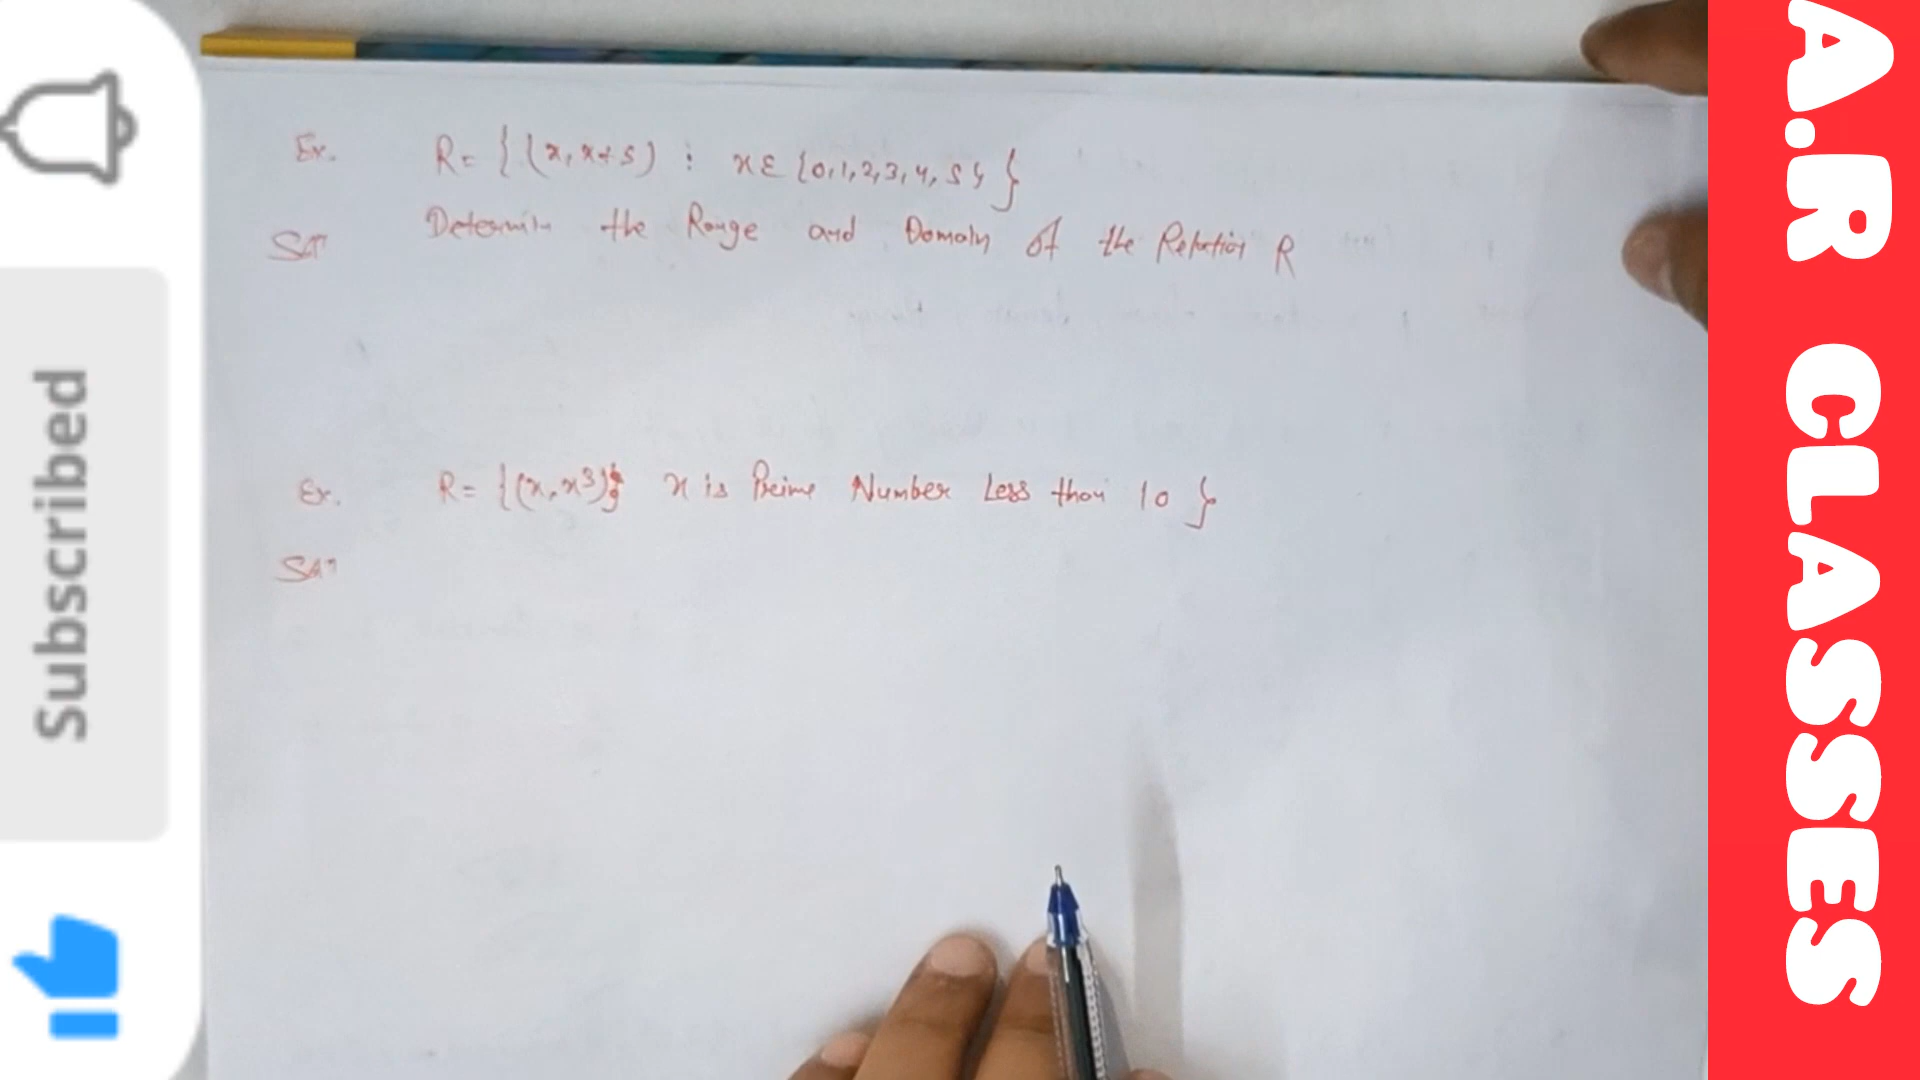 Ex. R= {(x, x+5) : x ε {0,1,2,3,4,5} }
Determin the Range and Domain of the Relation R
Sol
Ex. R= {(x, x³): x is Prime Number Less than 10 }
Sol
Subscribed
A.R CLASSES